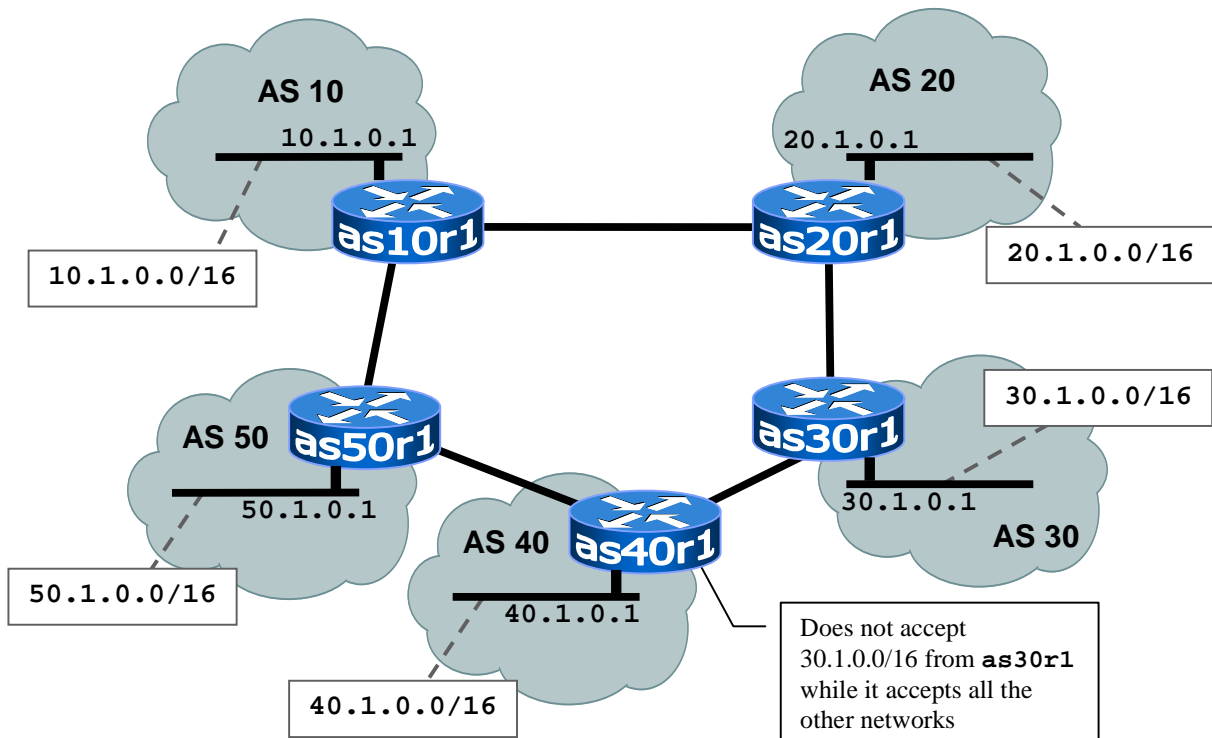 AS 10
10.1.0.1
as10r1
10.1.0.0/16
AS 20
20.1.0.1
as20r1
20.1.0.0/16
AS 50
as50r1
50.1.0.1
50.1.0.0/16
as30r1
30.1.0.0/16
30.1.0.1
AS 30
AS 40
as40r1
40.1.0.1
40.1.0.0/16
Does not accept
30.1.0.0/16 from as30r1
while it accepts all the
other networks